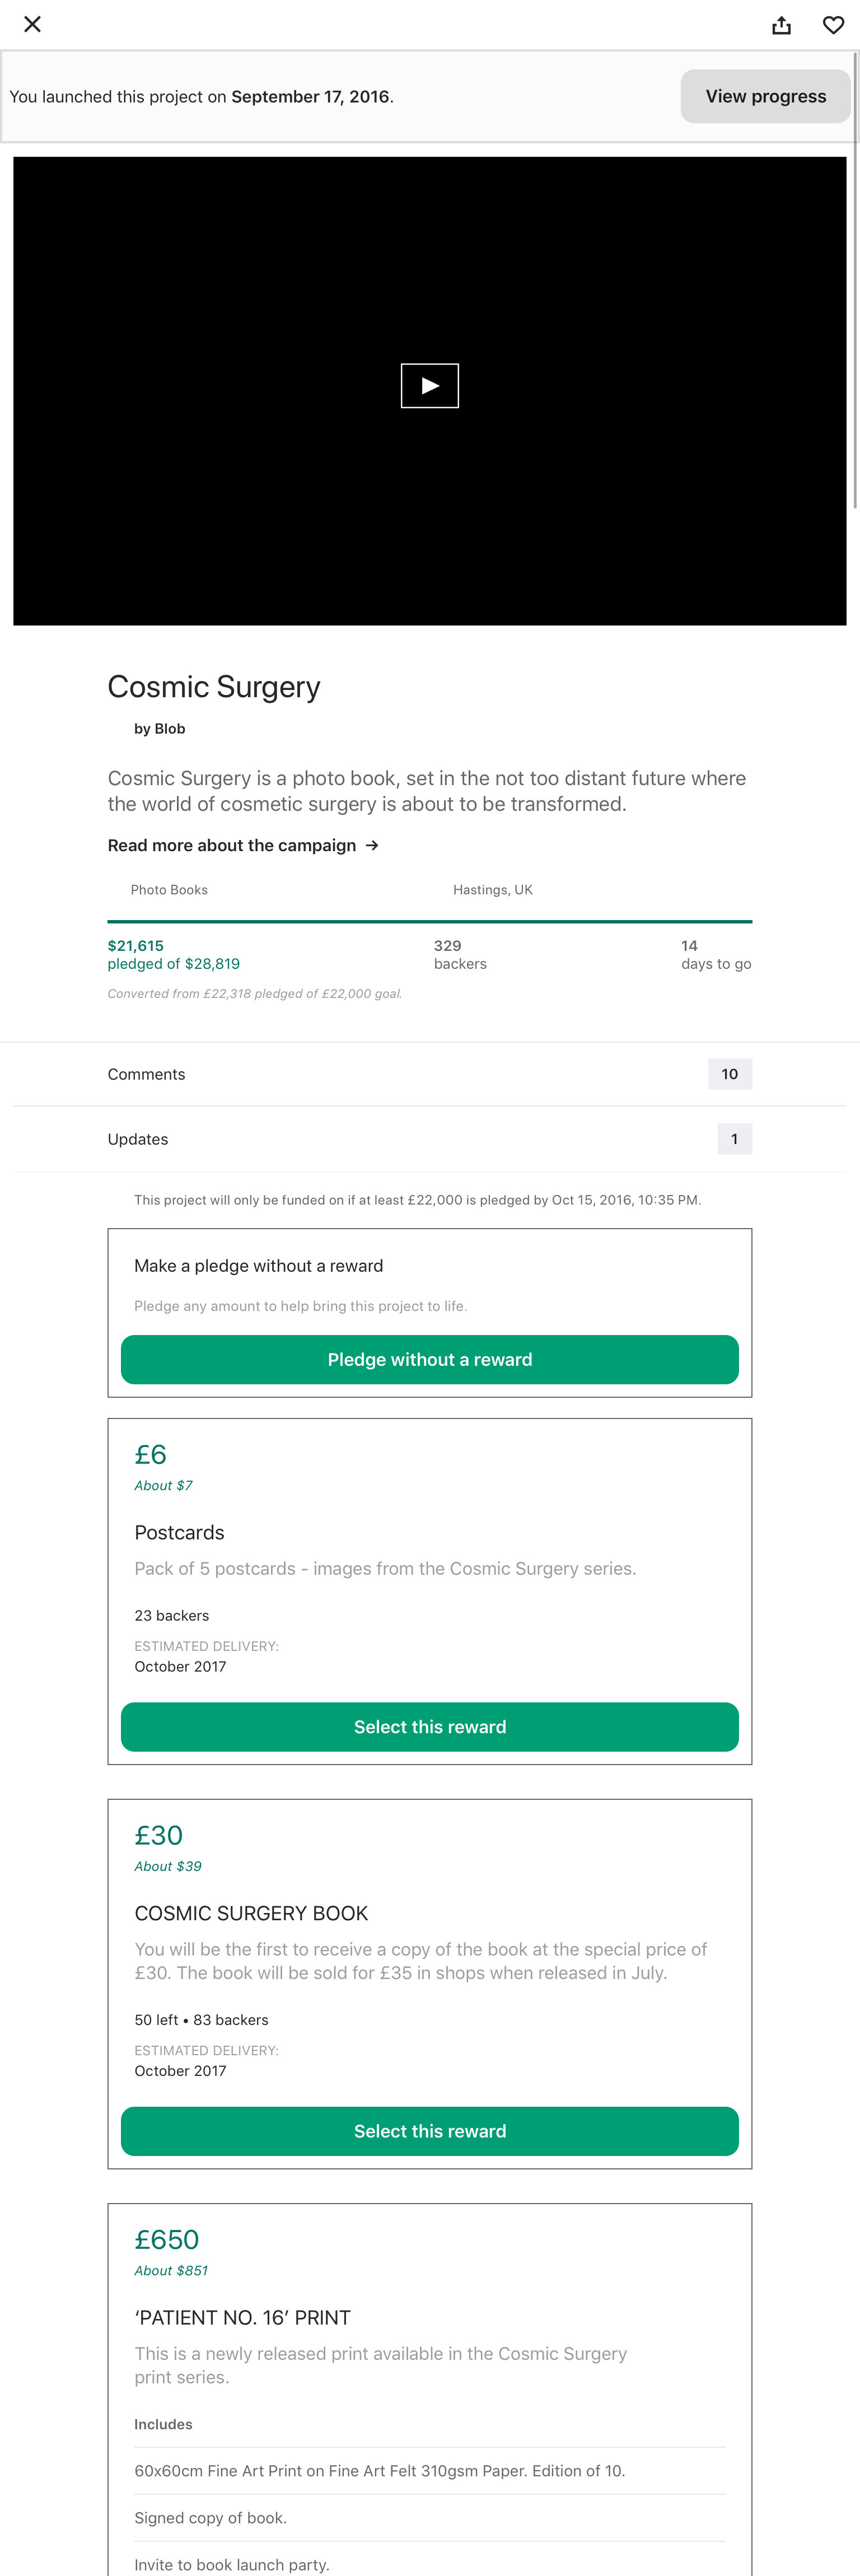 You launched this project on September 17, 2016.
View progress
Cosmic Surgery
by Blob
Cosmic Surgery is a photo book, set in the not too distant future where
the world of cosmetic surgery is about to be transformed.
Read more about the campaign →
Photo Books
Hastings, UK
$21,615
pledged of $28,819
329
backers
14
days to go
Converted from £22,318 pledged of £22,000 goal.
Comments
10
Updates
1
This project will only be funded on if at least £22,000 is pledged by Oct 15, 2016, 10:35 PM.
Make a pledge without a reward
Pledge any amount to help bring this project to life.
Pledge without a reward
£6
About $7
Postcards
Pack of 5 postcards - images from the Cosmic Surgery series.
23 backers
ESTIMATED DELIVERY:
October 2017
Select this reward
£30
About $39
COSMIC SURGERY BOOK
You will be the first to receive a copy of the book at the special price of
£30. The book will be sold for £35 in shops when released in July.
50 left • 83 backers
ESTIMATED DELIVERY:
October 2017
Select this reward
£650
About $851
‘PATIENT NO. 16’ PRINT
This is a newly released print available in the Cosmic Surgery
print series.
Includes
60x60cm Fine Art Print on Fine Art Felt 310gsm Paper. Edition of 10.
Signed copy of book.
Invite to book launch party.